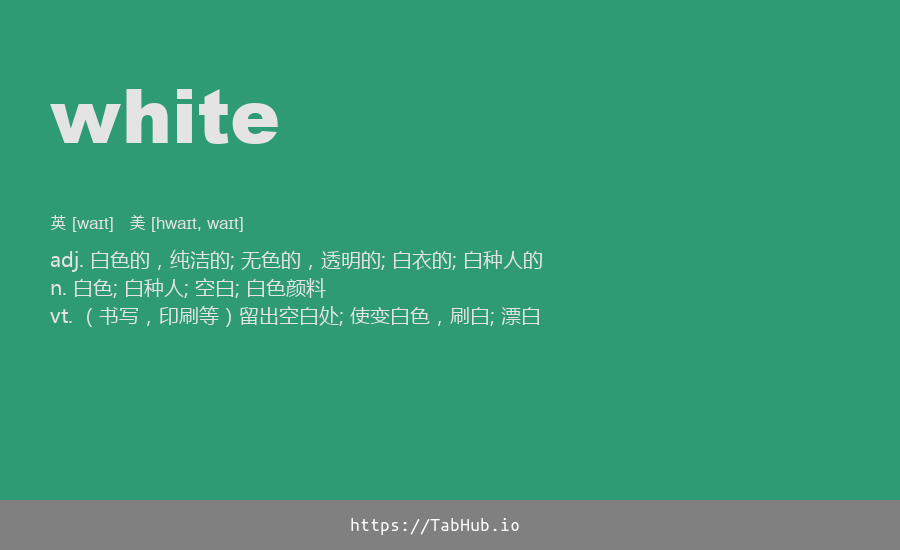 white
英 [waɪt] 美 [hwaɪt, waɪt]
adj. 白色的，纯洁的; 无色的，透明的; 白衣的; 白种人的
n. 白色; 白种人; 空白; 白色颜料
vt. （书写，印刷等）留出空白处; 使变白色，刷白; 漂白
https://TabHub.io